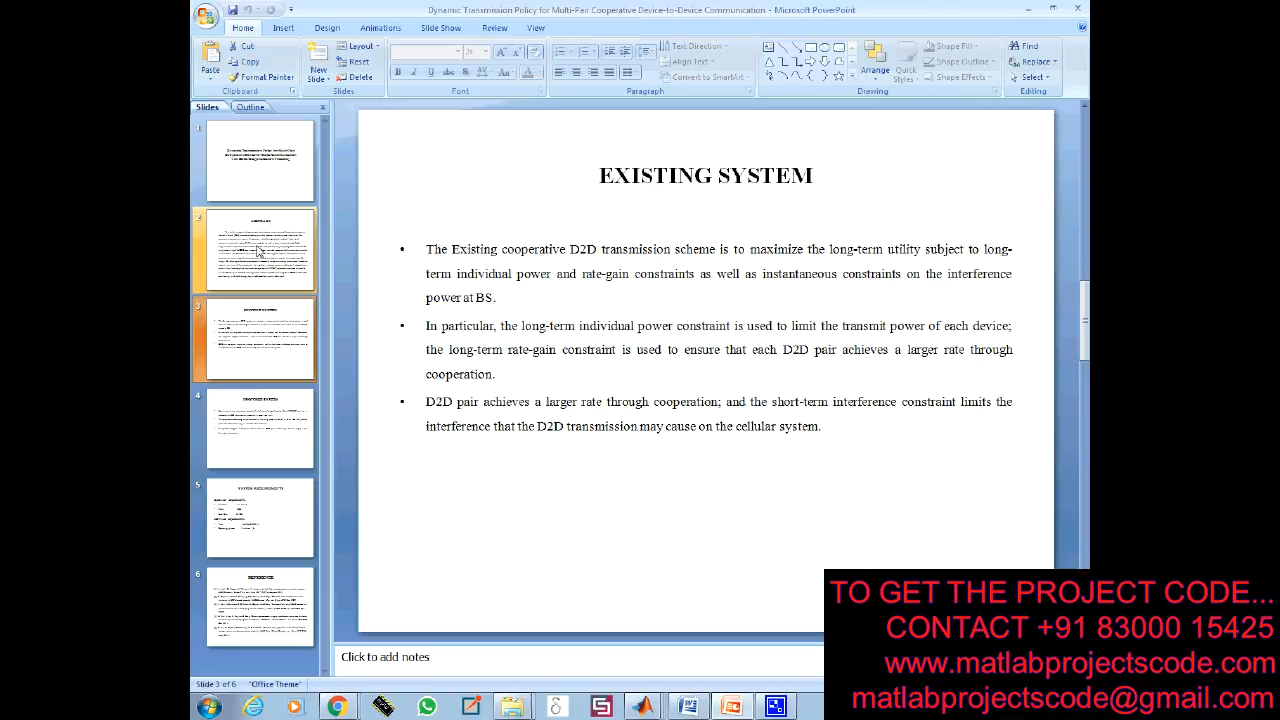 Dynamic Transmission Policy for Multi-Pair Cooperative Device-to-Device Communication - Microsoft PowerPoint
Home Insert Design Animations Slide Show Review View
Paste
Cut
Copy
Format Painter
Clipboard
New Slide
Layout
Reset
Delete
Slides
Font
Paragraph
Text Direction
Align Text
Convert to SmartArt
Arrange
Quick Styles
Shape Fill
Shape Outline
Shape Effects
Drawing
Find
Replace
Select
Editing
Slides Outline
1
2
3
4
5
6
EXISTING SYSTEM
• The Existing cooperative D2D transmission scheme is to maximize the long-term utility subject to long-
term individual power and rate-gain constraints as well as instantaneous constraints on the interference
power at BS.
• In particular, the long-term individual power constraint is used to limit the transmit power of each device;
the long-term rate-gain constraint is used to ensure that each D2D pair achieves a larger rate through
cooperation.
• D2D pair achieves a larger rate through cooperation; and the short-term interference constraint limits the
interference that the D2D transmission may cause on the cellular system.
Click to add notes
Slide 3 of 6 "Office Theme"
TO GET THE PROJECT CODE...
CONTACT +91 83000 15425
www.matlabprojectscode.com
matlabprojectscode@gmail.com